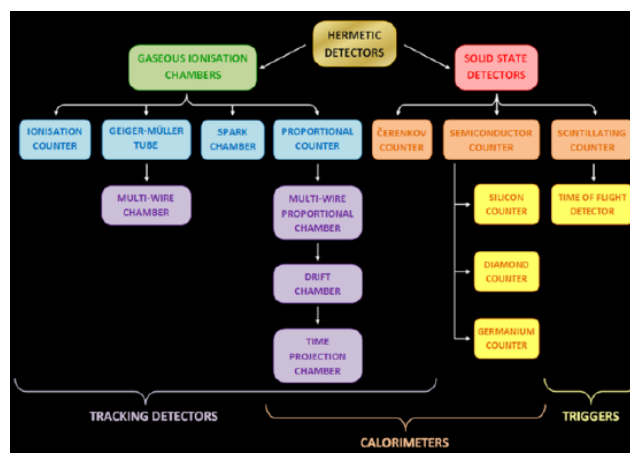 HERMETIC
DETECTORS
GASEOUS IONISATION
CHAMBERS
SOLID STATE
DETECTORS
IONISATION
COUNTER
GEIGER-MÜLLER
TUBE
SPARK
CHAMBER
PROPORTIONAL
COUNTER
ČERENKOV
COUNTER
SEMICONDUCTOR
COUNTER
SCINTILLATING
COUNTER
MULTI-WIRE
CHAMBER
MULTI-WIRE
PROPORTIONAL
CHAMBER
SILICON
COUNTER
TIME OF FLIGHT
DETECTOR
DRIFT
CHAMBER
DIAMOND
COUNTER
TIME
PROJECTION
CHAMBER
GERMANIUM
COUNTER
TRACKING DETECTORS
CALORIMETERS
TRIGGERS